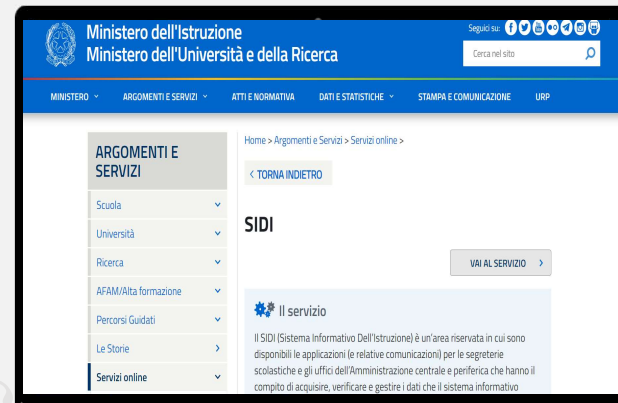 Ministero dell'Istruzione
Ministero dell'Università e della Ricerca
Seguici su:
Cerca nel sito
MINISTERO
ARGOMENTI E SERVIZI
ATTI E NORMATIVA
DATI E STATISTICHE
STAMPA E COMUNICAZIONE
URP
ARGOMENTI E
SERVIZI
Scuola
Università
Ricerca
AFAM/Alta formazione
Percorsi Guidati
Le Storie
Servizi online
Home > Argomenti e Servizi > Servizi online >
< TORNA INDIETRO
SIDI
VAI AL SERVIZIO >
Il servizio
Il SIDI (Sistema Informativo Dell'Istruzione) è un'area riservata in cui sono
disponibili le applicazioni (e relative comunicazioni) per le segreterie
scolastiche e gli uffici dell'Amministrazione centrale e periferica che hanno il
compito di acquisire, verificare e gestire i dati che il sistema informativo